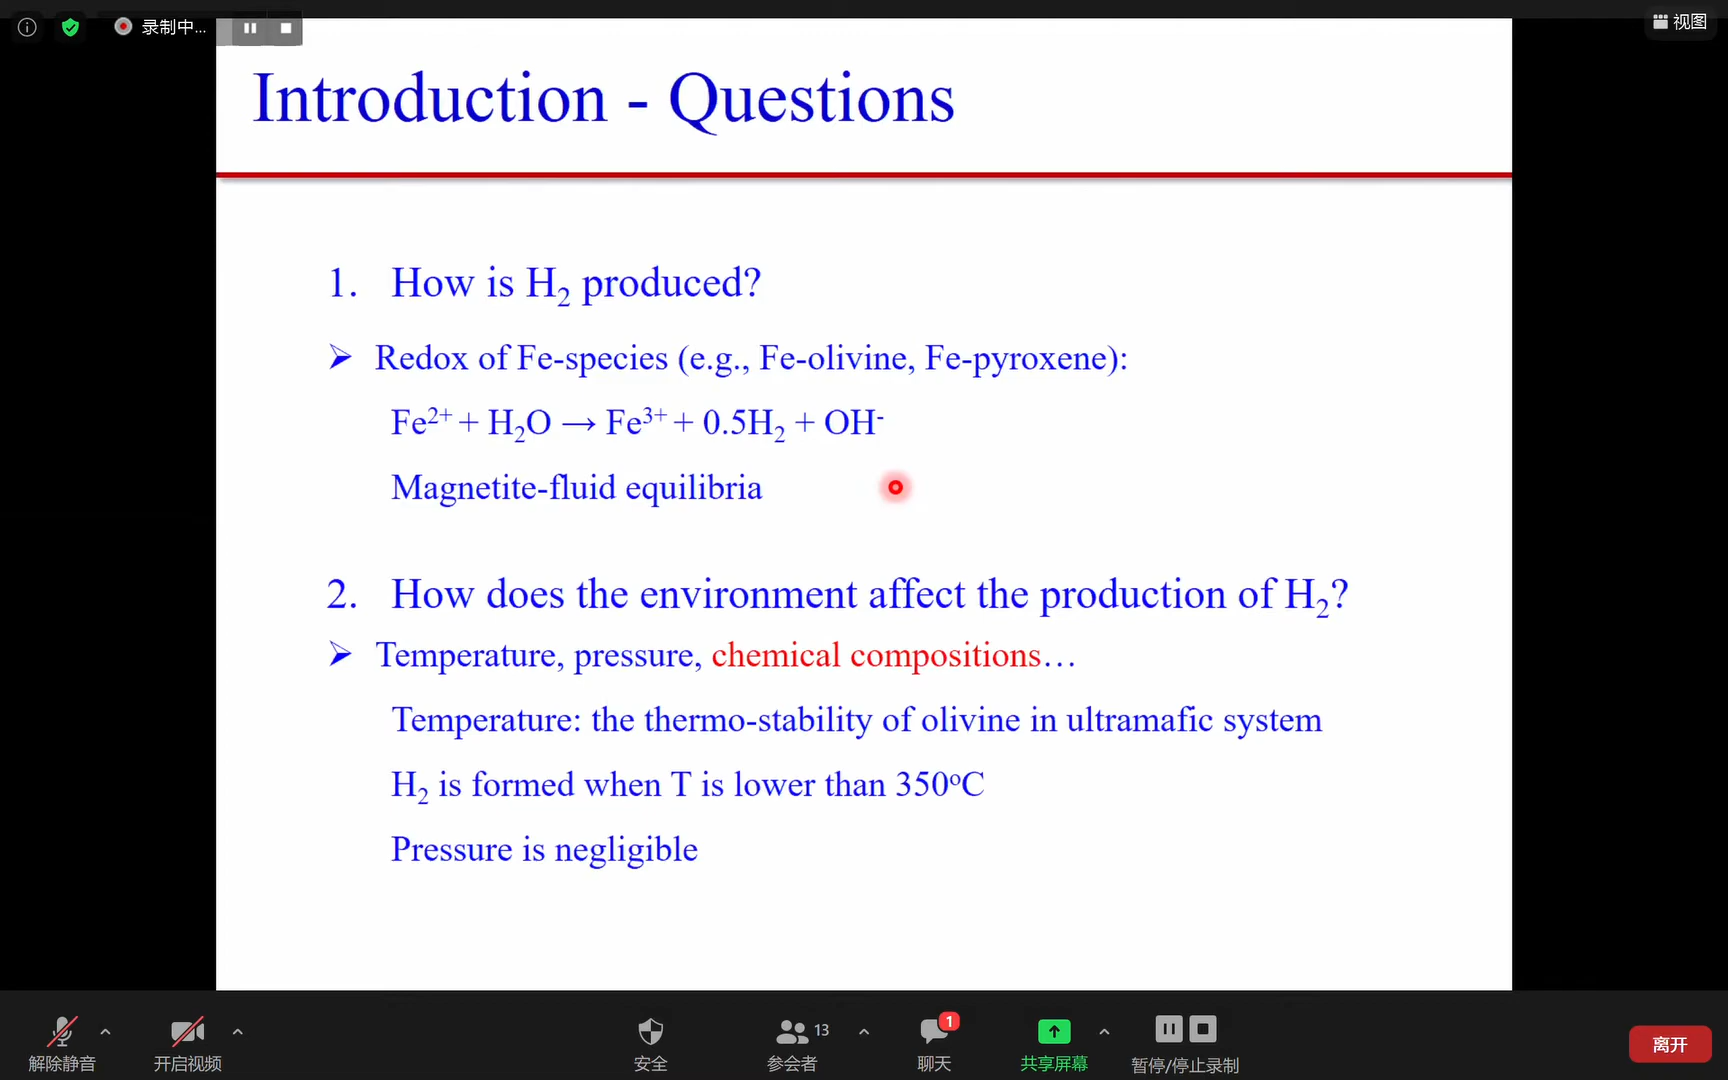 录制中...
视图
Introduction - Questions
1. How is H₂ produced?
➢ Redox of Fe-species (e.g., Fe-olivine, Fe-pyroxene):
Fe²⁺ + H₂O → Fe³⁺ + 0.5H₂ + OH⁻
Magnetite-fluid equilibria
2. How does the environment affect the production of H₂?
➢ Temperature, pressure, chemical compositions…
Temperature: the thermo-stability of olivine in ultramafic system
H₂ is formed when T is lower than 350ºC
Pressure is negligible
13
1
解除静音
开启视频
安全
参会者
聊天
共享屏幕
暂停/停止录制
离开